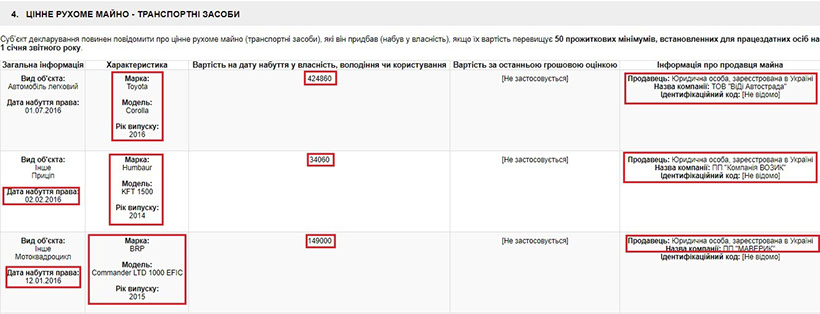 4. ЦІННЕ РУХОМЕ МАЙНО - ТРАНСПОРТНІ ЗАСОБИ
Суб'єкт декларування повинен повідомити про цінне рухоме майно (транспортні засоби), які він придбав (набув у власність), якщо їх вартість перевищує 50 прожиткових мінімумів, встановленних для працездатних осіб на
1 січня звітного року.
Загальна інформація Характеристика Вартість на дату набуття у власність, володіння чи користування Вартість за останньою грошовою оцінкою Інформація про продавця майна
Вид об'єкта:
Автомобіль легковий
Дата набуття права:
01.07.2016
Марка:
Toyota
Модель:
Corolla
Рік випуску:
2016
424860
[Не застосовується]
Продавець: Юридична особа, зареєстрована в Україні
Назва компанії: ТОВ "ВіДі Автострада"
Ідентифікаційний код: [Не відомо]
Вид об'єкта:
Інше
Приціп
Дата набуття права:
02.02.2016
Марка:
Humbaur
Модель:
KFT 1500
Рік випуску:
2014
34060
[Не застосовується]
Продавець: Юридична особа, зареєстрована в Україні
Назва компанії: ПП "Компанія ВОЗИК"
Ідентифікаційний код: [Не відомо]
Вид об'єкта:
Інше
Мотоквадроцикл
Дата набуття права:
12.01.2016
Марка:
BRP
Модель:
Commander LTD 1000 EFIC
Рік випуску:
2015
149000
[Не застосовується]
Продавець: Юридична особа, зареєстрована в Україні
Назва компанії: ПП "МАВЕРИК"
Ідентифікаційний код: [Не відомо]